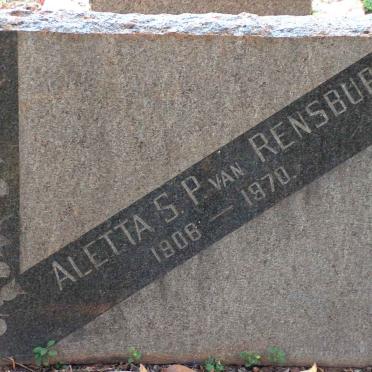 ALETTA S. P. VAN RENSBUR
1906 — 1970.